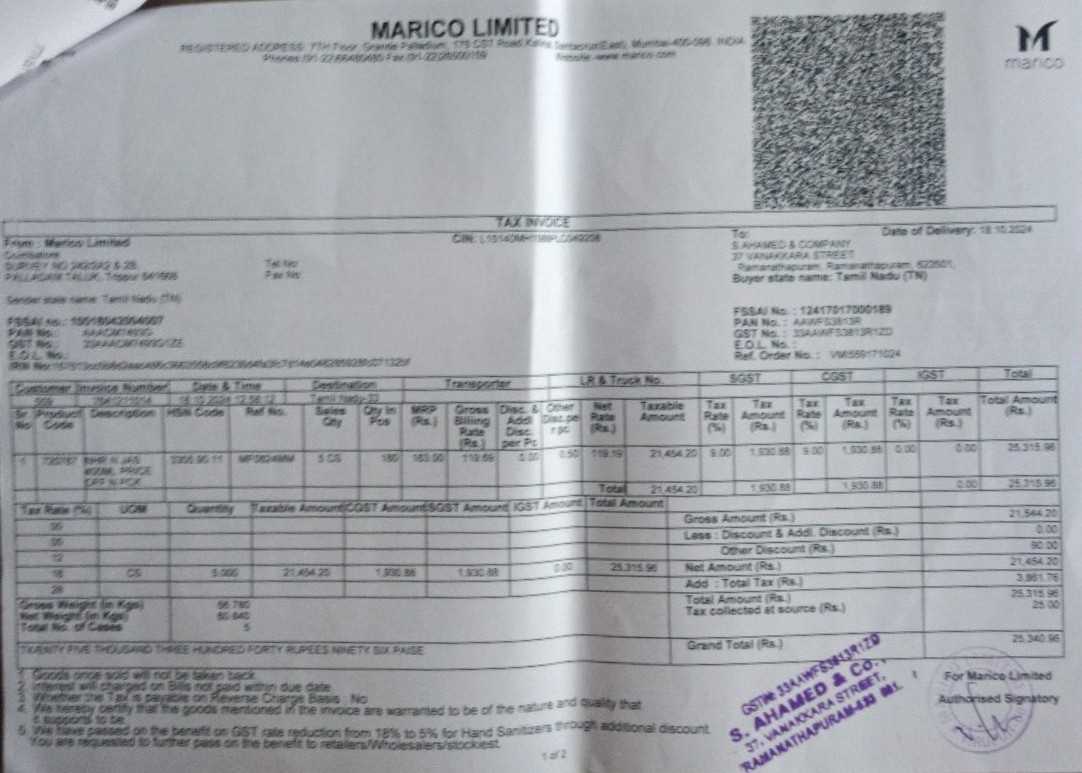 MARICO LIMITED
REGISTERED ADDRESS: 7TH Floor, Grande Palladium, 175 CST Road, Kalina, Santacruz(East), Mumbai-400-098, INDIA
Website:-www.marico.com
marico
TAX INVOICE
From : Marico Limited
Coimbatore
SURVEY NO
PALLADAM TALUK, Tirupur
Tel No:
Fax No:
Sender state name: Tamil Nadu (TN)
FSSAI No. :
PAN No. :
GST No. :
E.O.L. No.:
IRN No:
CIN:
To:
S.AHAMED & COMPANY
37 VANAKKARA STREET
Ramanathapuram, Ramanathapuram, 623501,
Buyer state name: Tamil Nadu (TN)
Date of Delivery: 18.10.2024
FSSAI No. : 12417017000189
PAN No. : AAWFS3813R
GST No. : 33AAWFS3813R1ZD
E.O.L. No. :
Ref. Order No. :
Customer Invoice Number Date & Time Destination Transporter LR & Truck No. SGST CGST IGST Total
18.10.2024 Tamil Nadu-33
Sr No Product Code Description HSN Code Ref No. Sales Qty Qty In Pcs MRP (Rs.) Gross Billing Rate (Rs.) Disc. & Addl Disc. per Pc Other Disc.per pc Net Rate (Rs.) Taxable Amount Tax Rate (%) Tax Amount (Rs.) Tax Rate (%) Tax Amount (Rs.) Tax Rate (%) Tax Amount (Rs.) Total Amount (Rs.)
1 5 CS 180 119.69 0.00 0.50 119.19 21,454.20 9.00 1,930.88 9.00 1,930.88 0.00 0.00 25,315.96
Total 21,454.20 1,930.88 1,930.88 0.00 25,315.96
Tax Rate (%) UOM Quantity Taxable Amount CGST Amount SGST Amount IGST Amount Total Amount
12
18 CS 5.000 21,454.20 1,930.88 1,930.88 0.00 25,315.96
28
Gross Amount (Rs.) 21,544.20
Less : Discount & Addl. Discount (Rs.) 0.00
Other Discount (Rs.) 90.00
Net Amount (Rs.) 21,454.20
Add : Total Tax (Rs.) 3,861.76
Total Amount (Rs.) 25,315.96
Tax collected at source (Rs.) 25.00
Grand Total (Rs.) 25,340.96
Gross Weight (in Kgs)
Net Weight (in Kgs)
Total No. of Cases 5
TWENTY FIVE THOUSAND THREE HUNDRED FORTY RUPEES NINETY SIX PAISE
1. Goods once sold will not be taken back.
2. Interest will charged on Bills not paid within due date
3. Whether the Tax is payable on Reverse Charge Basis : No
4. We hereby certify that the goods mentioned in the invoice are warranted to be of the nature and quality that
it supports to be
5. We have passed on the benefit on GST rate reduction from 18% to 5% for Hand Sanitizers through additional discount.
You are requested to further pass on the benefit to retailers/Wholesalers/stockiest.
1 of 2
GSTIN: 33AAWFS3813R1ZD
S. AHAMED & CO.,
37, VANAKKARA STREET,
RAMANATHAPURAM-623 501.
For Marico Limited
Authorised Signatory